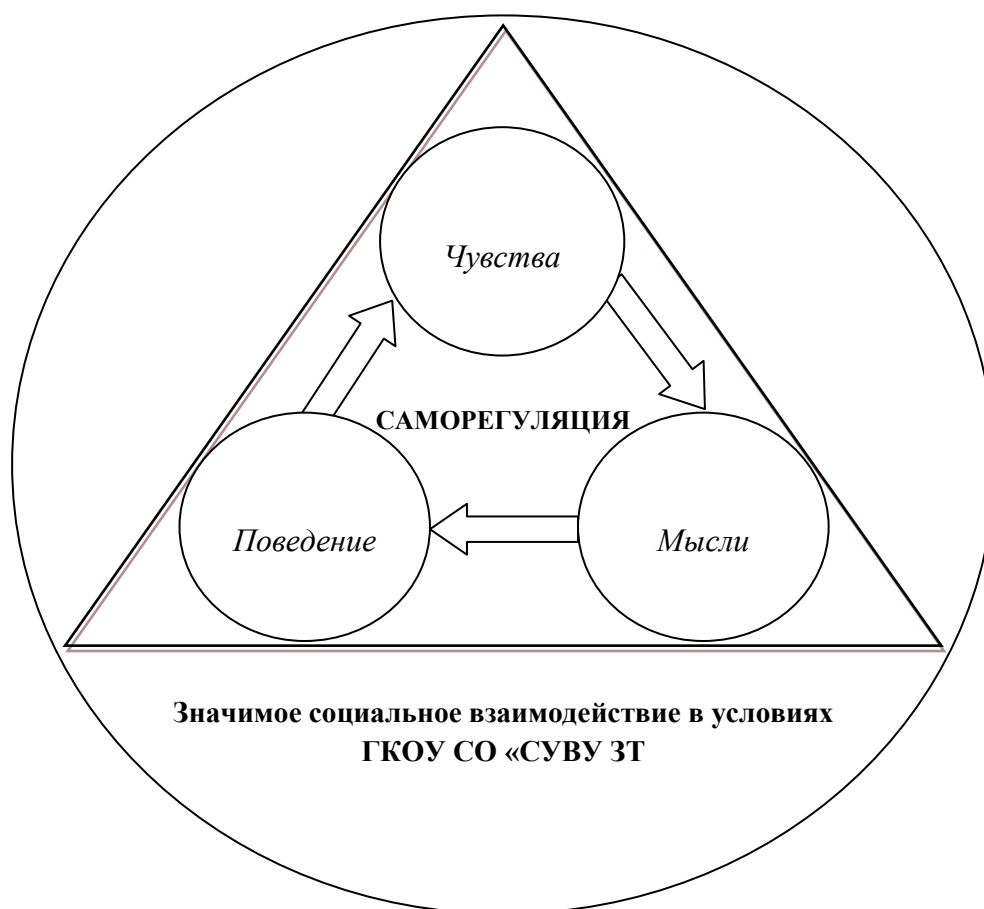 Чувства
САМОРЕГУЛЯЦИЯ
Поведение
Мысли
Значимое социальное взаимодействие в условиях
ГКОУ СО «СУВУ ЗТ